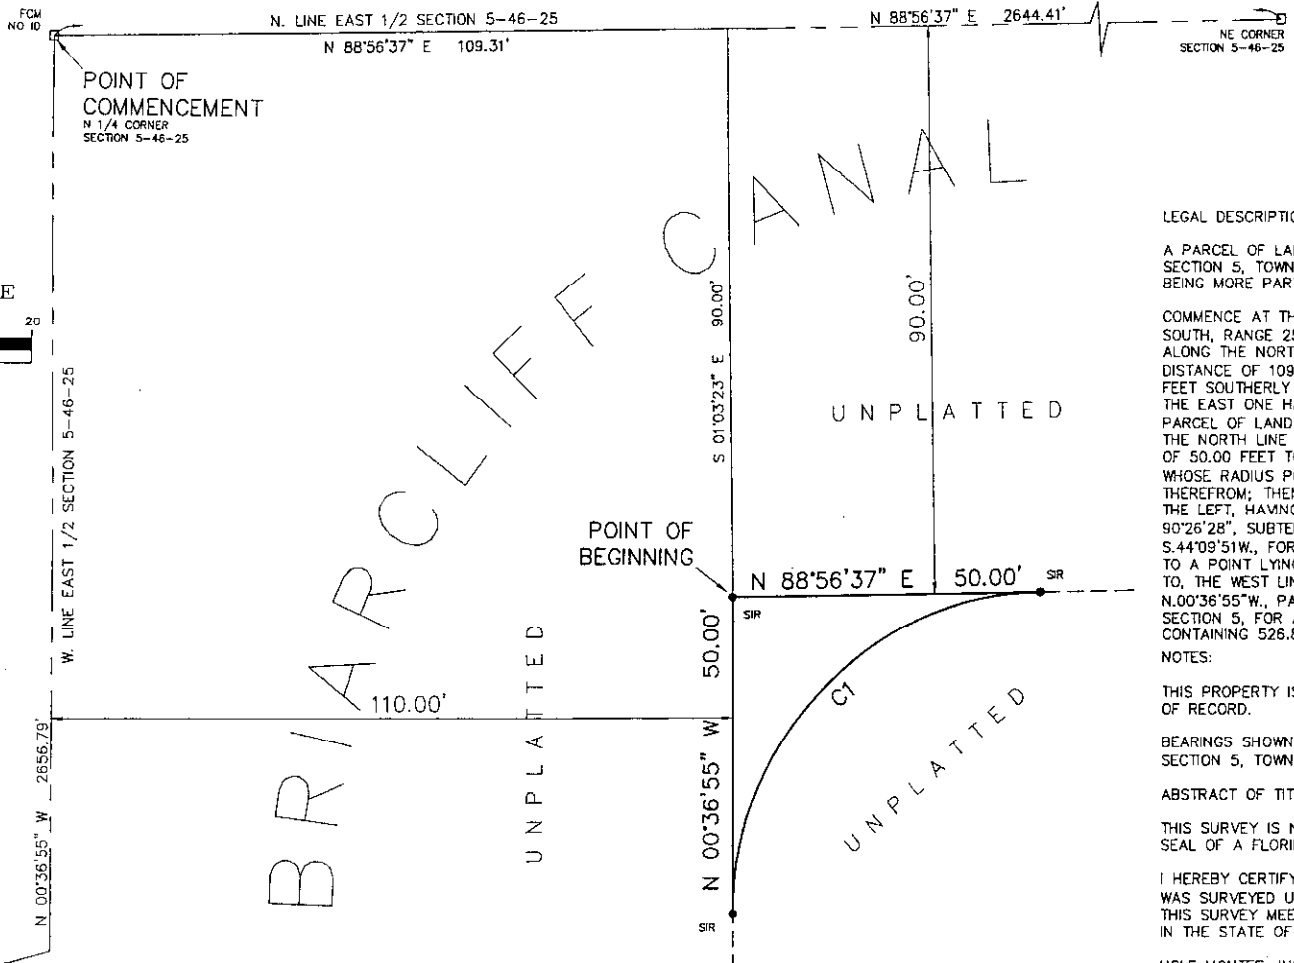 FCM
NO ID
N. LINE EAST 1/2 SECTION 5-46-25
N 88°56'37" E 109.31'
N 88°56'37" E 2644.41'
NE CORNER
SECTION 5-46-25
POINT OF
COMMENCEMENT
N 1/4 CORNER
SECTION 5-46-25
E
20
W. LINE EAST 1/2 SECTION 5-46-25
N 00°36'55" W 2656.79'
BRIARCLIFF CANAL
S 01°03'23" E 90.00'
90.00'
UNPLATTED
POINT OF
BEGINNING
N 88°56'37" E 50.00'
SIR
SIR
110.00'
UNPLATTED
N 00°36'55" W 50.00'
C1
UNPLATTED
SIR
LEGAL DESCRIPTIO
A PARCEL OF LA
SECTION 5, TOWN
BEING MORE PAR
COMMENCE AT TH
SOUTH, RANGE 25
ALONG THE NORT
DISTANCE OF 109
FEET SOUTHERLY
THE EAST ONE H
PARCEL OF LAND
THE NORTH LINE
OF 50.00 FEET T
WHOSE RADIUS P
THEREFROM; THE
THE LEFT, HAVING
90°26'28", SUBTE
S.44°09'51W., FOR
TO A POINT LYING
TO, THE WEST LIN
N.00°36'55"W., PA
SECTION 5, FOR
CONTAINING 526.8
NOTES:
THIS PROPERTY IS
OF RECORD.
BEARINGS SHOWN
SECTION 5, TOWN
ABSTRACT OF TIT
THIS SURVEY IS N
SEAL OF A FLORI
I HEREBY CERTIFY
WAS SURVEYED U
THIS SURVEY MEE
IN THE STATE OF